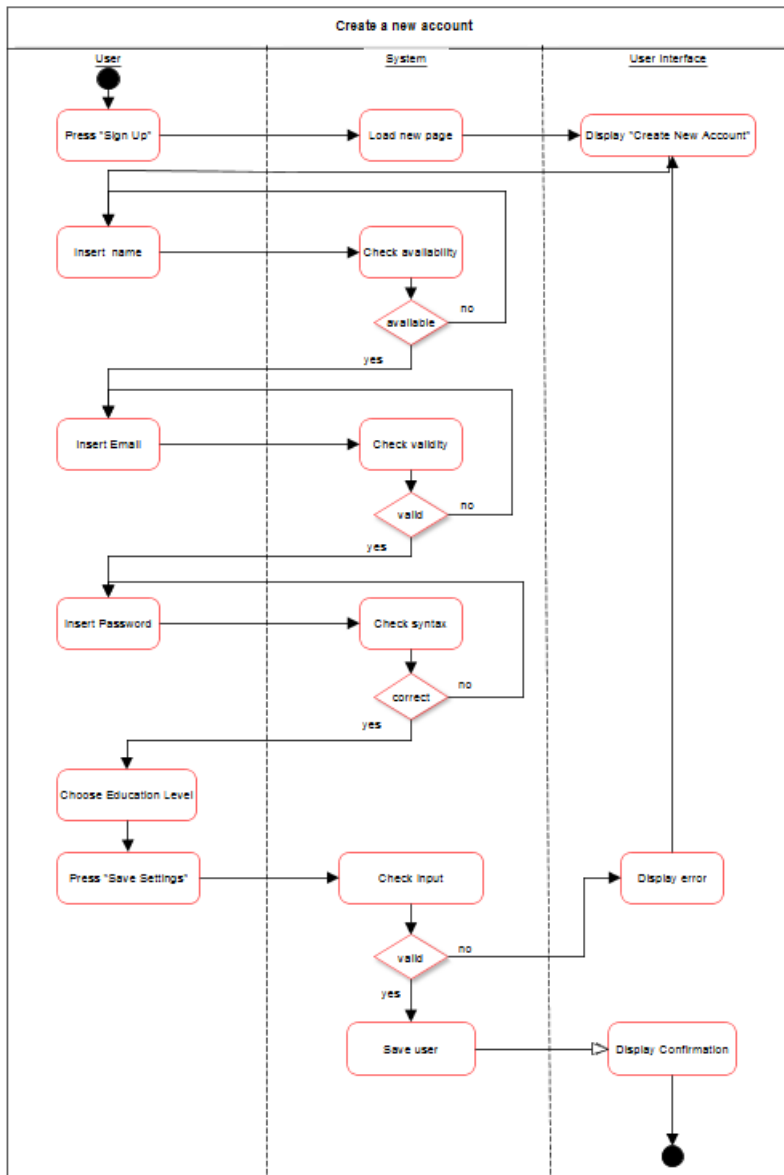 Create a new account
User
System
User Interface
Press "Sign Up"
Load new page
Display "Create New Account"
Insert name
Check availability
available
no
yes
Insert Email
Check validity
valid
no
yes
Insert Password
Check syntax
correct
no
yes
Choose Education Level
Press "Save Settings"
Check Input
Display error
valid
no
yes
Save user
Display Confirmation